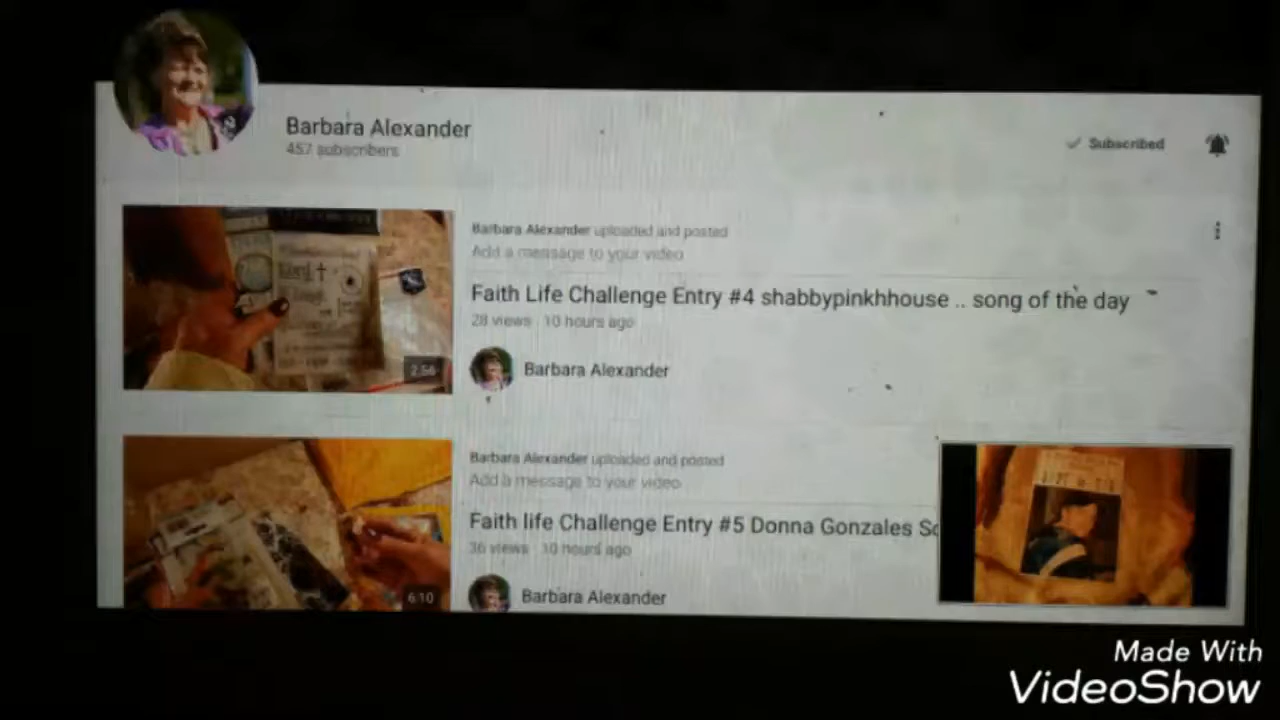 Barbara Alexander
457 subscribers
Subscribed
Barbara Alexander uploaded and posted
Add a message to your video
Faith Life Challenge Entry #4 shabbypinkhhouse .. song of the day
28 views · 10 hours ago
2:56
Barbara Alexander
Barbara Alexander uploaded and posted
Add a message to your video
Faith life Challenge Entry #5 Donna Gonzales
36 views · 10 hours ago
6:10
Barbara Alexander
Made With
VideoShow